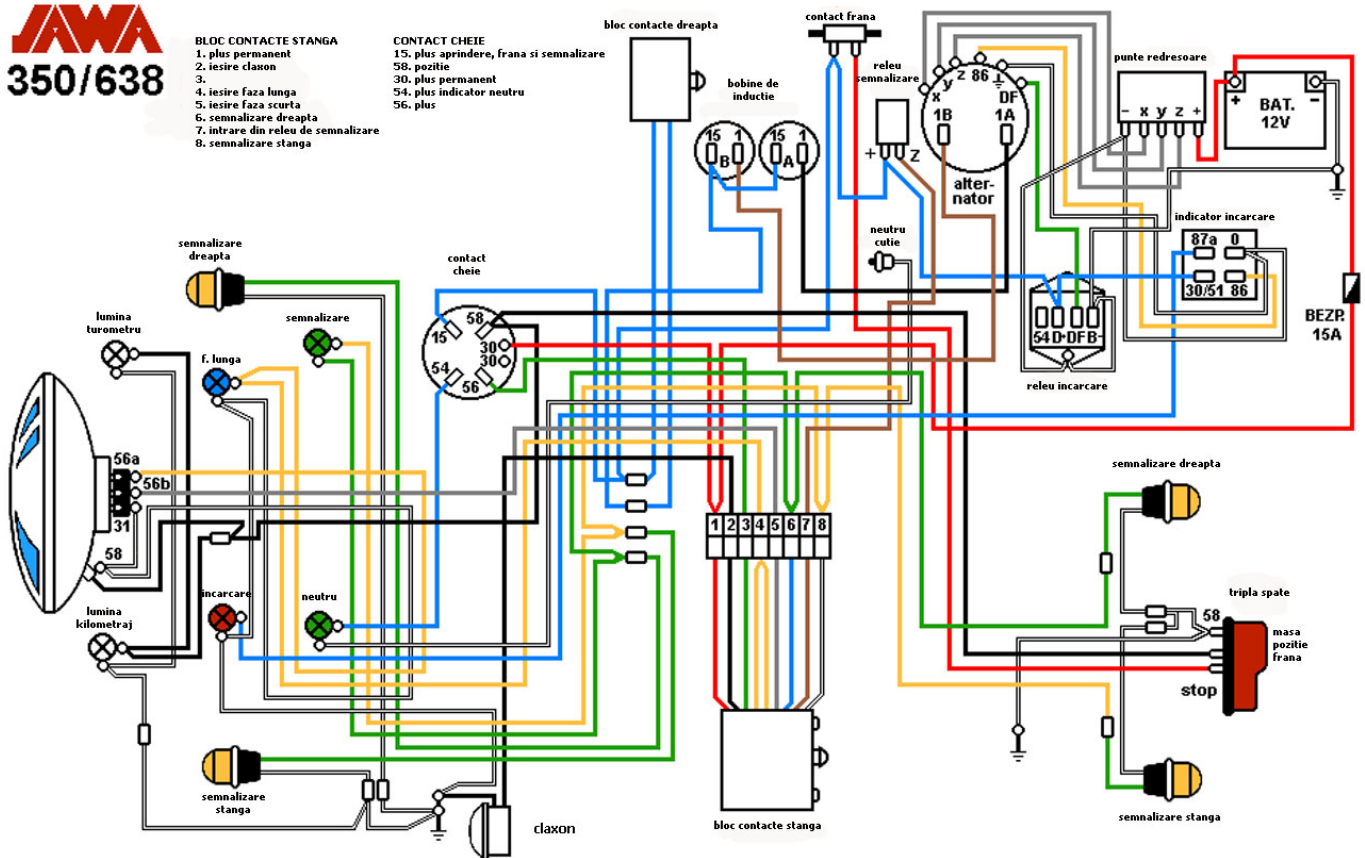 JAWA
350/638
BLOC CONTACTE STANGA
1. plus permanent
2. iesire claxon
3.
4. iesire faza lunga
5. iesire faza scurta
6. semnalizare dreapta
7. intrare din releu de semnalizare
8. semnalizare stanga
CONTACT CHEIE
15. plus aprindere, frana si semnalizare
58. pozitie
30. plus permanent
54. plus indicator neutru
56. plus
bloc contacte dreapta
contact frana
releu
semnalizare
+ Z
bobine de
inductie
15 1
B
15 1
A
x y z 86 DF
1B 1A
alter-
nator
punte redresoare
- x y z +
+ -
BAT.
12V
indicator incarcare
87a 0
30/51 86
BEZP.
15A
neutru
cutie
54 D+ DF B-
releu incarcare
semnalizare
dreapta
contact
cheie
15
58
30
30
54
56
lumina
turometru
semnalizare
f. lunga
56a
56b
31
58
incarcare
neutru
lumina
kilometraj
semnalizare
stanga
claxon
1 2 3 4 5 6 7 8
bloc contacte stanga
semnalizare dreapta
tripla spate
58
masa
pozitie
frana
stop
semnalizare stanga